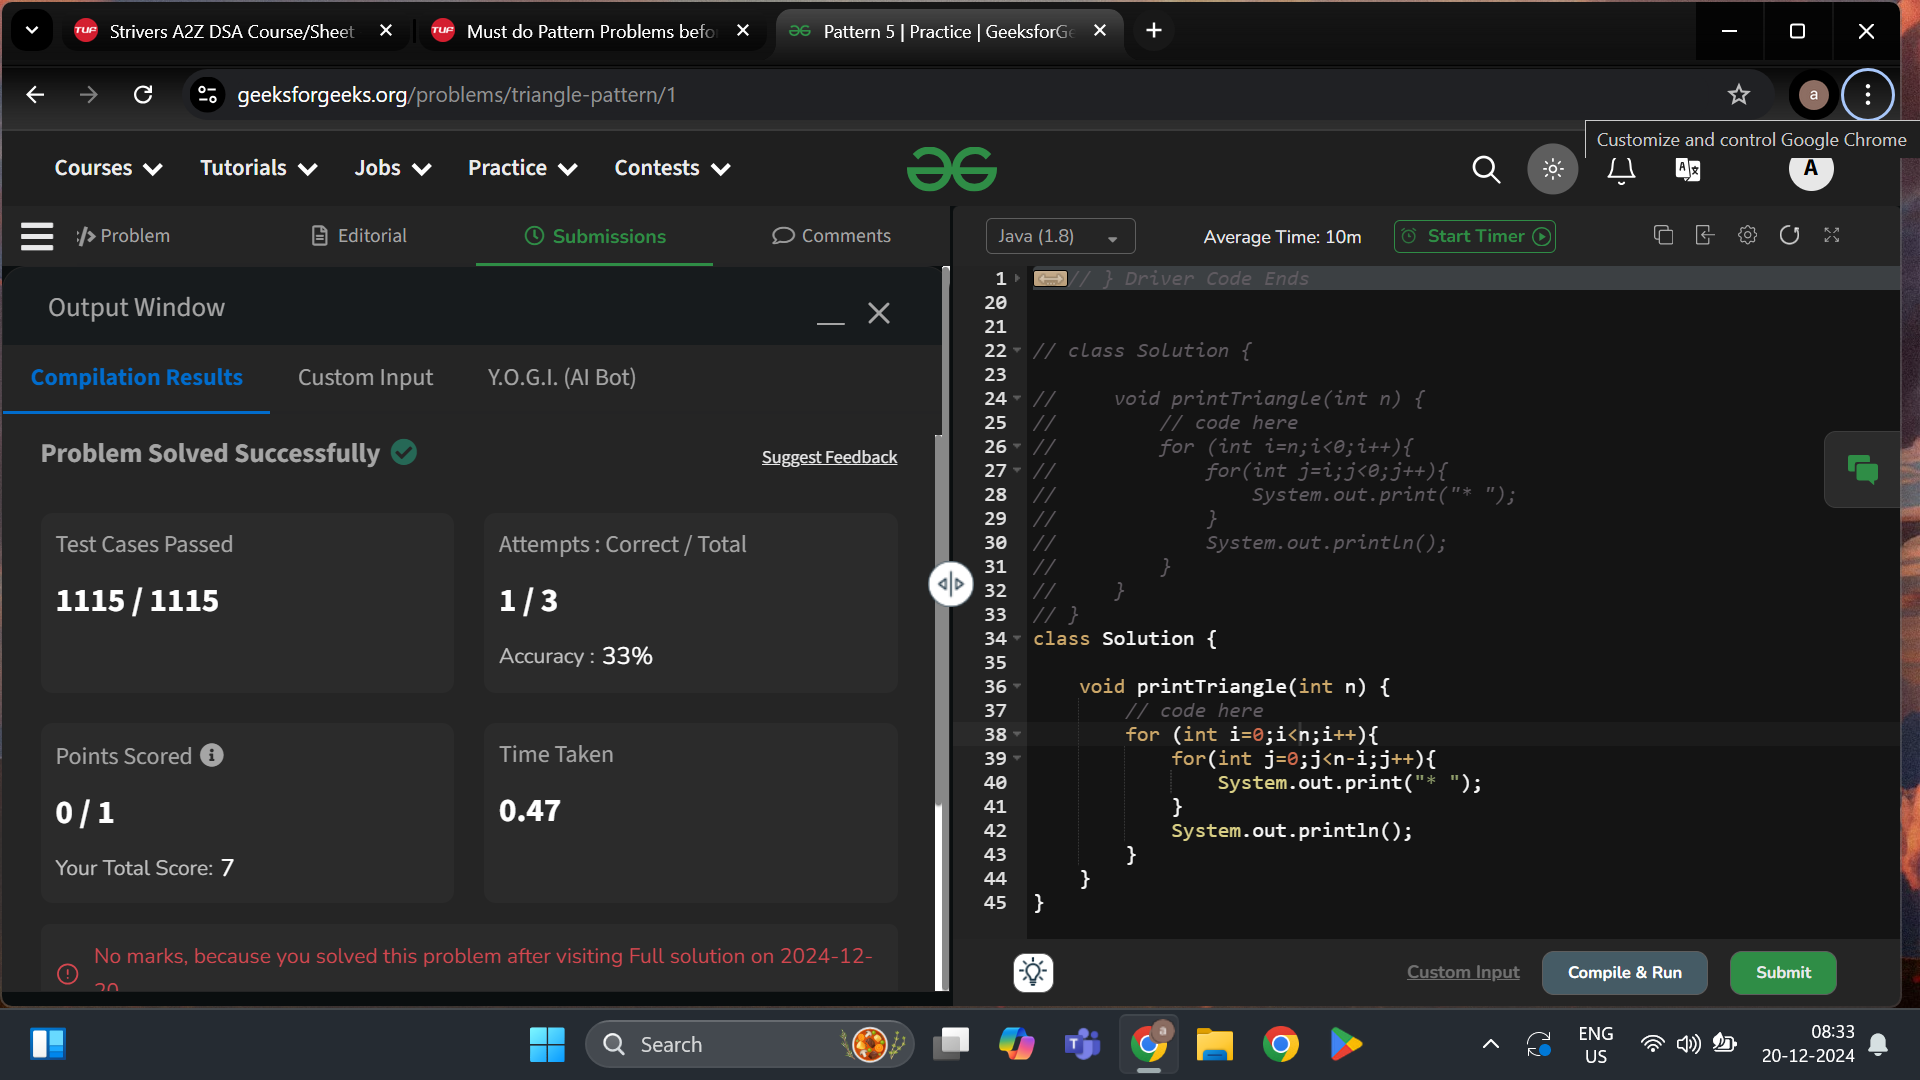 Strivers A2Z DSA Course/Sheet
Must do Pattern Problems befo
Pattern 5 | Practice | GeeksforGe
geeksforgeeks.org/problems/triangle-pattern/1
a
Customize and control Google Chrome
Courses
Tutorials
Jobs
Practice
Contests
A
Problem
Editorial
Submissions
Comments
Java (1.8)
Average Time: 10m
Start Timer
Output Window
Compilation Results
Custom Input
Y.O.G.I. (AI Bot)
Problem Solved Successfully
Suggest Feedback
Test Cases Passed
1115 / 1115
Attempts : Correct / Total
1 / 3
Accuracy : 33%
Points Scored
0 / 1
Your Total Score: 7
Time Taken
0.47
No marks, because you solved this problem after visiting Full solution on 2024-12-
20
1 // } Driver Code Ends
20
21
22 // class Solution {
23
24 //     void printTriangle(int n) {
25 //         // code here
26 //         for (int i=n;i<0;i++){
27 //             for(int j=i;j<0;j++){
28 //                 System.out.print("* ");
29 //             }
30 //             System.out.println();
31 //         }
32 //     }
33 // }
34 class Solution {
35
36     void printTriangle(int n) {
37         // code here
38         for (int i=0;i<n;i++){
39             for(int j=0;j<n-i;j++){
40                 System.out.print("* ");
41             }
42             System.out.println();
43         }
44     }
45 }
Custom Input
Compile & Run
Submit
Search
ENG
US
08:33
20-12-2024